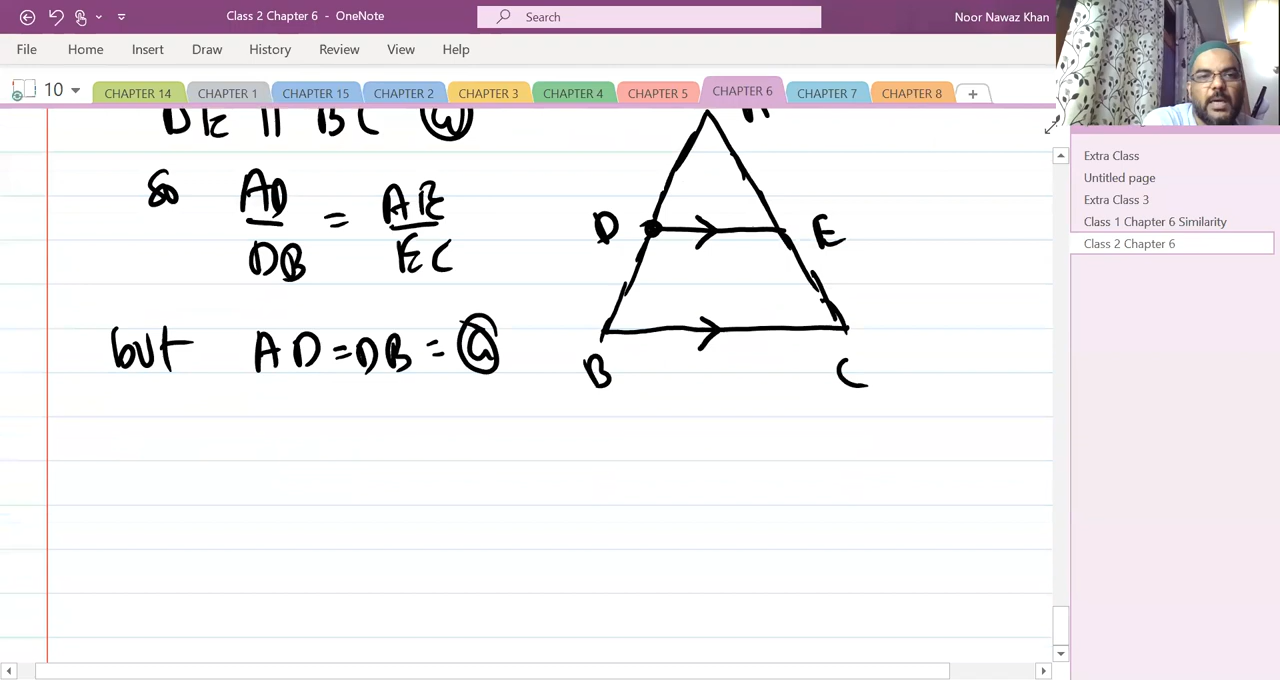 Class 2 Chapter 6 - OneNote
Search
Noor Nawaz Khan
File Home Insert Draw History Review View Help
10
CHAPTER 14 CHAPTER 1 CHAPTER 15 CHAPTER 2 CHAPTER 3 CHAPTER 4 CHAPTER 5 CHAPTER 6 CHAPTER 7 CHAPTER 8 +
DE || BC
So AD/DB = AE/EC
but AD = DB =
A
D E
B C
Extra Class
Untitled page
Extra Class 3
Class 1 Chapter 6 Similarity
Class 2 Chapter 6